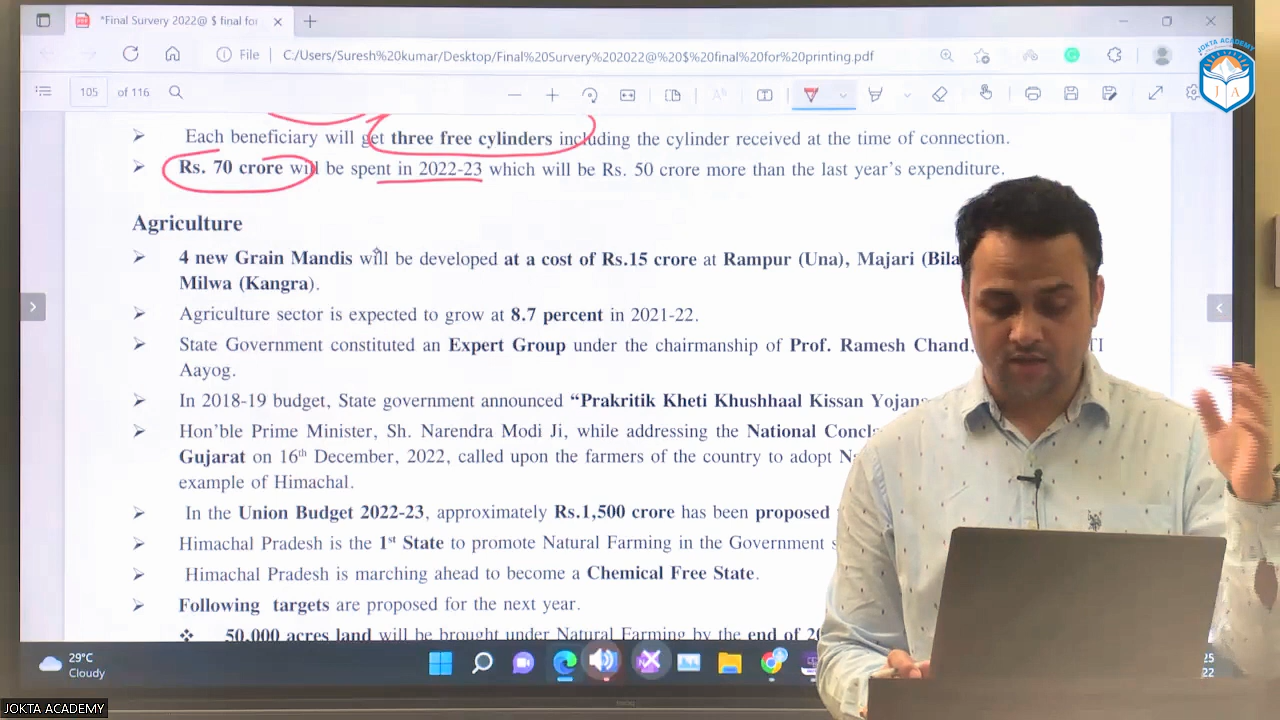 *Final Survery 2022@ $ final for
File
C:/Users/Suresh%20kumar/Desktop/Final%20Survery%202022@%20$%20final%20for%20printing.pdf
105 of 116
JOKTA ACADEMY
J A
Each beneficiary will get three free cylinders including the cylinder received at the time of connection.
Rs. 70 crore will be spent in 2022-23 which will be Rs. 50 crore more than the last year's expenditure.
Agriculture
4 new Grain Mandis will be developed at a cost of Rs.15 crore at Rampur (Una), Majari (Bila
Milwa (Kangra).
Agriculture sector is expected to grow at 8.7 percent in 2021-22.
State Government constituted an Expert Group under the chairmanship of Prof. Ramesh Chand, TI
Aayog.
In 2018-19 budget, State government announced “Prakritik Kheti Khushhaal Kissan Yojan
Hon'ble Prime Minister, Sh. Narendra Modi Ji, while addressing the National Concl
Gujarat on 16th December, 2022, called upon the farmers of the country to adopt N
example of Himachal.
In the Union Budget 2022-23, approximately Rs.1,500 crore has been proposed
Himachal Pradesh is the 1st State to promote Natural Farming in the Government s
Himachal Pradesh is marching ahead to become a Chemical Free State.
Following targets are proposed for the next year.
50,000 acres land will be brought under Natural Farming by the end of 20
29°C
Cloudy
25
22
JOKTA ACADEMY